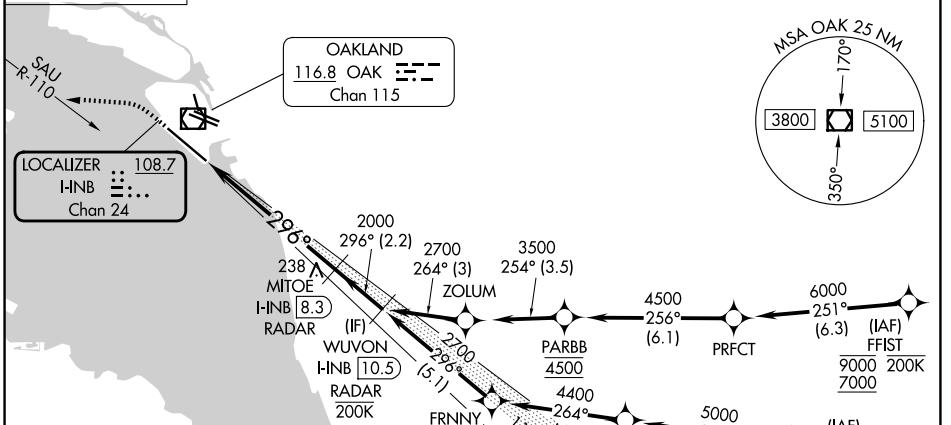 MSA OAK 25 NM
170°
3800
5100
350°
OAKLAND
116.8 OAK
Chan 115
SAU
R-110
LOCALIZER 108.7
I-INB
Chan 24
296°
2000
296° (2.2)
2700
264° (3)
3500
254° (3.5)
238
MITOE
I-INB 8.3
RADAR
ZOLUM
4500
256°
(6.1)
6000
251°
(6.3)
(IF)
WUVON
I-INB 10.5
RADAR
200K
2700
296°
(5.1)
PARBB
4500
PRFCT
(IAF)
FFIST
9000 200K
7000
FRNNY
4400
264°
5000
(IAF)